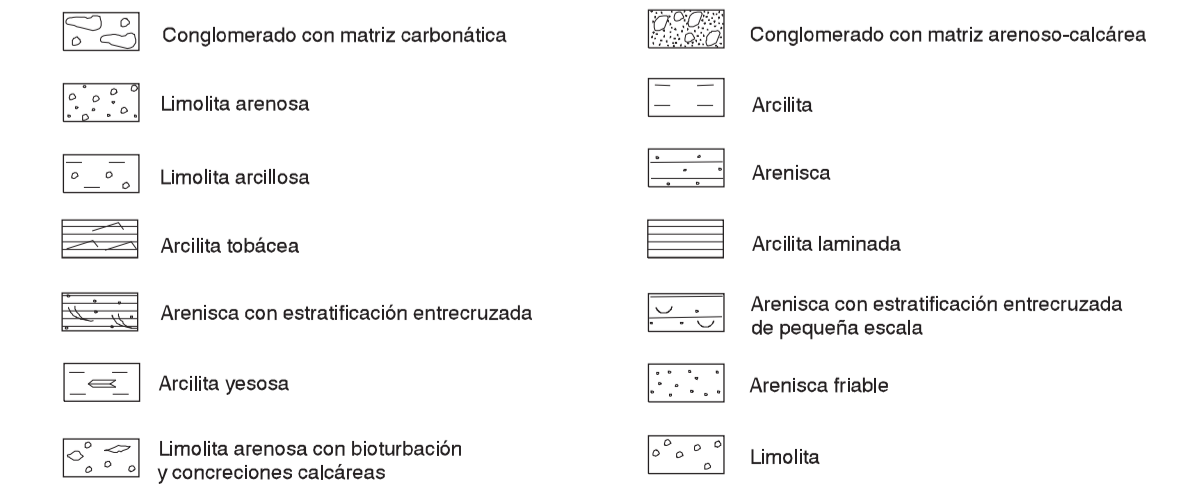 Conglomerado con matriz carbonática
Limolita arenosa
Limolita arcillosa
Arcilita tobácea
Arenisca con estratificación entrecruzada
Arcilita yesosa
Limolita arenosa con bioturbación
y concreciones calcáreas
Conglomerado con matriz arenoso-calcárea
Arcilita
Arenisca
Arcilita laminada
Arenisca con estratificación entrecruzada
de pequeña escala
Arenisca friable
Limolita